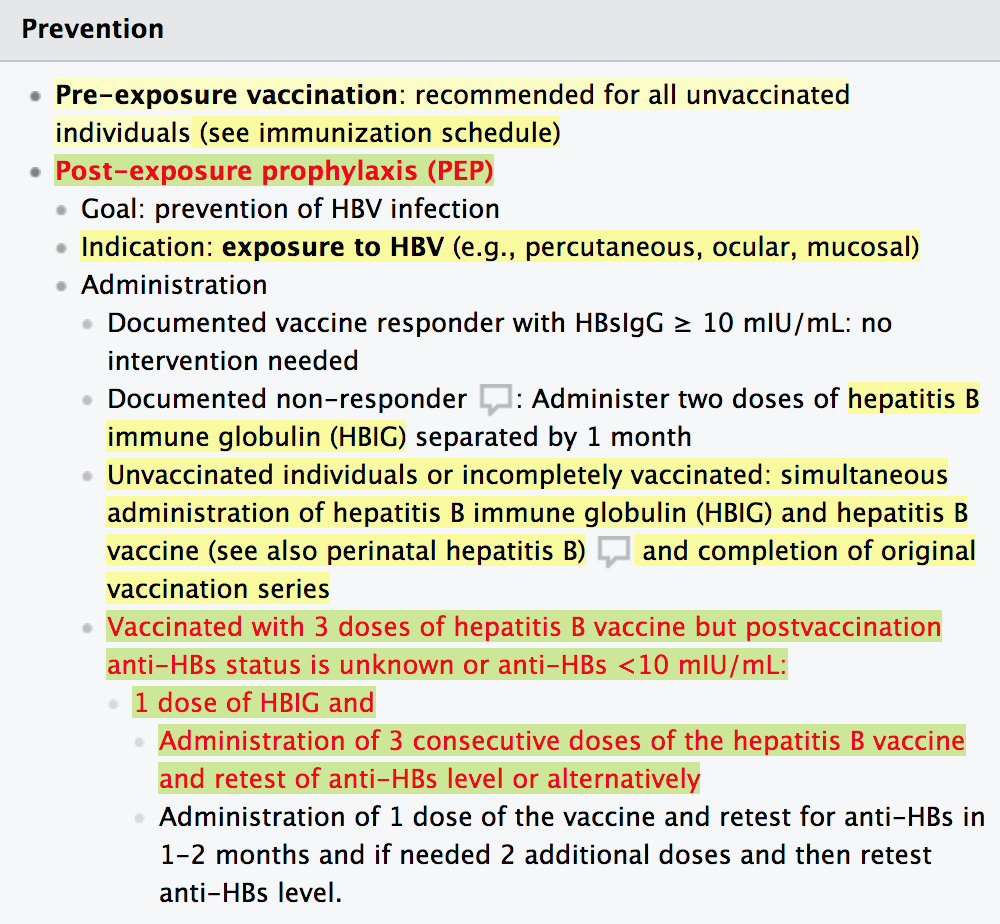 Prevention
Pre-exposure vaccination: recommended for all unvaccinated
individuals (see immunization schedule)
Post-exposure prophylaxis (PEP)
Goal: prevention of HBV infection
Indication: exposure to HBV (e.g., percutaneous, ocular, mucosal)
Administration
Documented vaccine responder with HBsIgG ≥ 10 mIU/mL: no
intervention needed
Documented non-responder : Administer two doses of hepatitis B
immune globulin (HBIG) separated by 1 month
Unvaccinated individuals or incompletely vaccinated: simultaneous
administration of hepatitis B immune globulin (HBIG) and hepatitis B
vaccine (see also perinatal hepatitis B) and completion of original
vaccination series
Vaccinated with 3 doses of hepatitis B vaccine but postvaccination
anti-HBs status is unknown or anti-HBs <10 mIU/mL:
1 dose of HBIG and
Administration of 3 consecutive doses of the hepatitis B vaccine
and retest of anti-HBs level or alternatively
Administration of 1 dose of the vaccine and retest for anti-HBs in
1-2 months and if needed 2 additional doses and then retest
anti-HBs level.